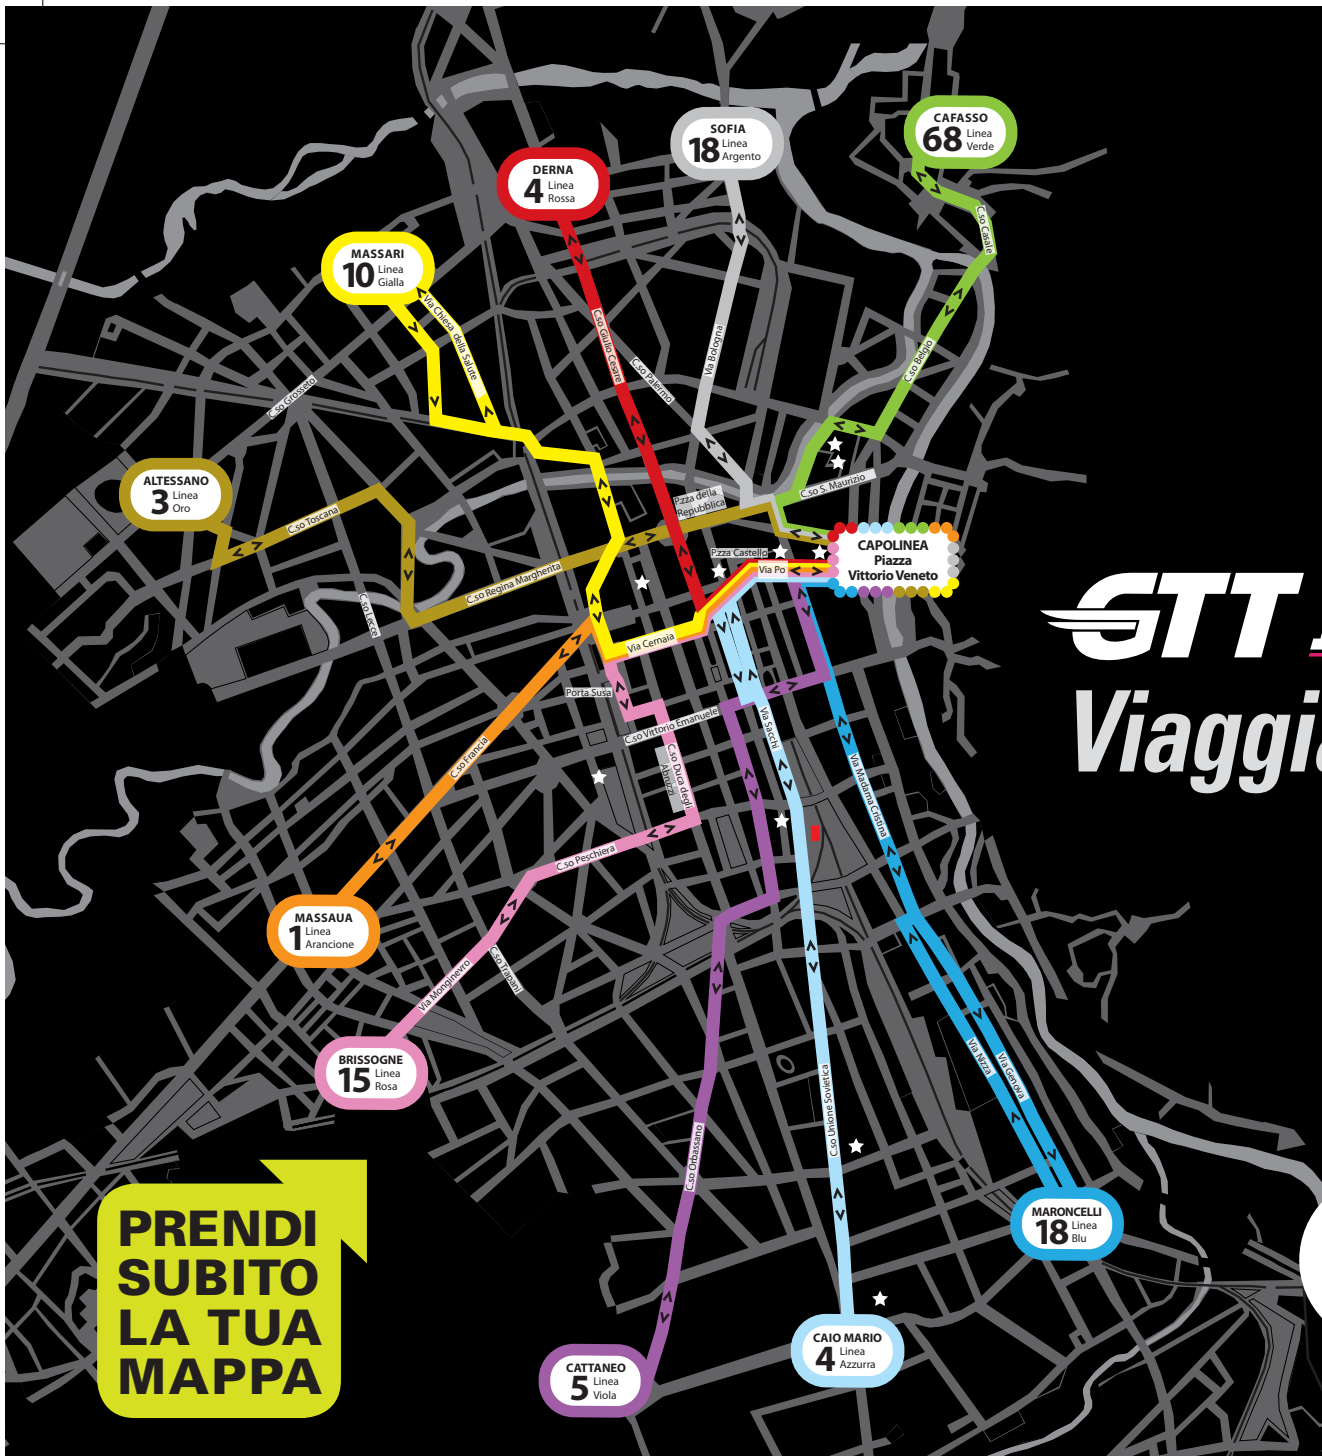 CAFASSO
68 Linea
Verde
SOFIA
18 Linea
Argento
DERNA
4 Linea
Rossa
MASSARI
10 Linea
Gialla
C.so Casale
Via Chiesa della Salute
C.so Giulio Cesare
Via Bologna
C.so Palermo
C.so Belgio
C.so Grosseto
ALTESSANO
3 Linea
Oro
C.so Toscana
P.zza della
Repubblica
C.so S. Maurizio
CAPOLINEA
Piazza
Vittorio Veneto
P.zza Castello
Via Po
C.so Regina Margherita
C.so Lecce
Via Cernaia
Porta Susa
C.so Vittorio Emanuele
Via Sacchi
C.so Francia
C.so Duca degli
Abruzzi
Via Madama Cristina
GTT
Viaggia
C.so Peschiera
MASSAUA
1 Linea
Arancione
Via Monginevro
C.so Trapani
BRISSOGNE
15 Linea
Rosa
Via Nizza
Via Genova
C.so Unione Sovietica
C.so Orbassano
MARONCELLI
18 Linea
Blu
PRENDI
SUBITO
LA TUA
MAPPA
CAIO MARIO
4 Linea
Azzurra
CATTANEO
5 Linea
Viola